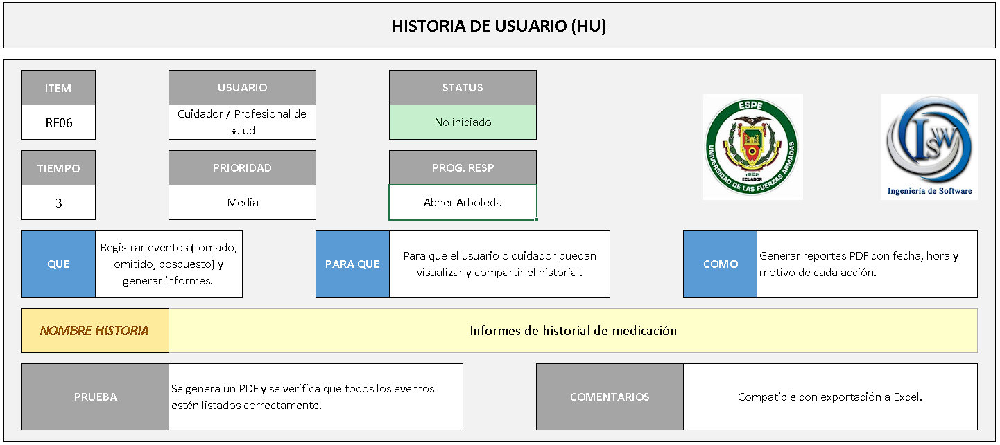 HISTORIA DE USUARIO (HU)
ITEM
USUARIO
STATUS
RF06
Cuidador / Profesional de
salud
No iniciado
TIEMPO
PRIORIDAD
PROG. RESP
3
Media
Abner Arboleda
ESPE
UNIVERSIDAD DE LAS FUERZAS ARMADAS
1922
ECUADOR
ISW
Ingeniería de Software
QUE
Registrar eventos (tomado,
omitido, pospuesto) y
generar informes.
PARA QUE
Para que el usuario o cuidador puedan
visualizar y compartir el historial.
COMO
Generar reportes PDF con fecha, hora y
motivo de cada acción.
NOMBRE HISTORIA
Informes de historial de medicación
PRUEBA
Se genera un PDF y se verifica que todos los eventos
estén listados correctamente.
COMENTARIOS
Compatible con exportación a Excel.